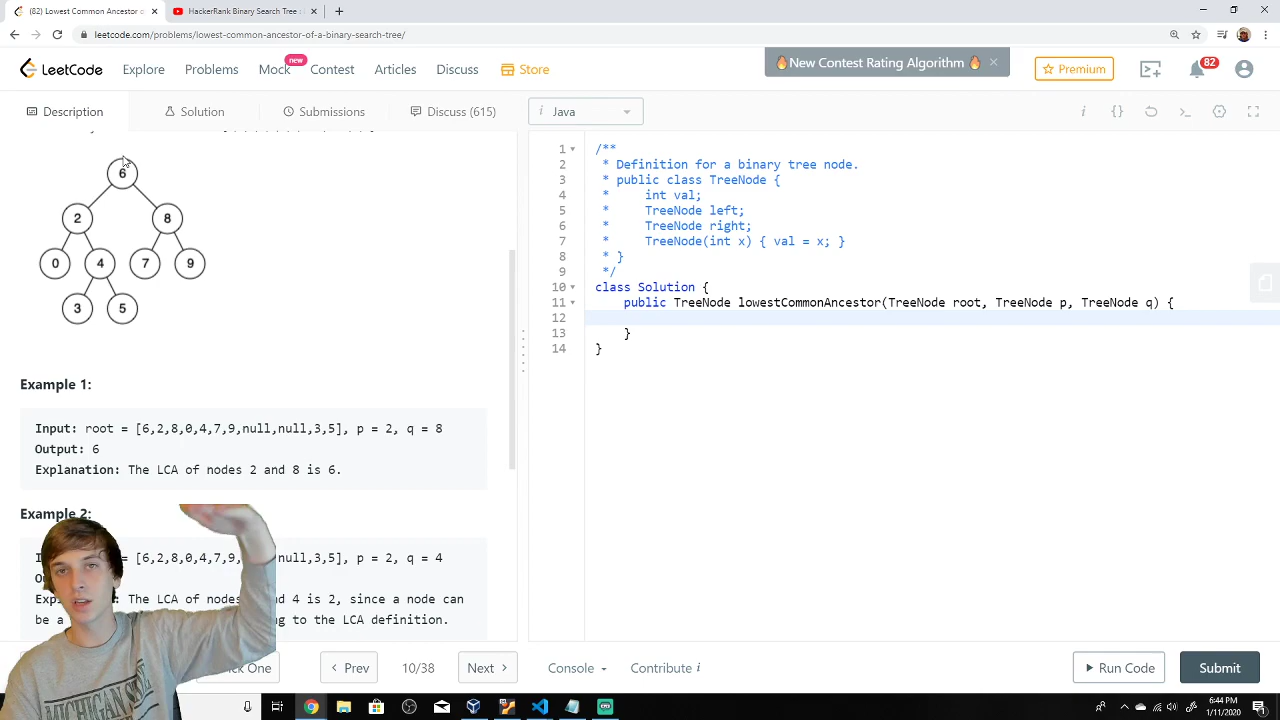 (82) Lowest Common Ancestor o
HackerRank Binary Search Tree :
leetcode.com/problems/lowest-common-ancestor-of-a-binary-search-tree/
LeetCode
Explore
Problems
Mock
new
Contest
Articles
Discuss
Store
🔥New Contest Rating Algorithm 🔥
Premium
82
Description
Solution
Submissions
Discuss (615)
i Java
6
2 8
0 4 7 9
3 5
Example 1:
Input: root = [6,2,8,0,4,7,9,null,null,3,5], p = 2, q = 8
Output: 6
Explanation: The LCA of nodes 2 and 8 is 6.
Example 2:
= [6,2,8,0,4,7,9, null,3,5], p = 2, q = 4
The LCA of nodes 4 is 2, since a node can
be a to the LCA definition.
1 /**
2 * Definition for a binary tree node.
3 * public class TreeNode {
4 * int val;
5 * TreeNode left;
6 * TreeNode right;
7 * TreeNode(int x) { val = x; }
8 * }
9 */
10 class Solution {
11 public TreeNode lowestCommonAncestor(TreeNode root, TreeNode p, TreeNode q) {
12
13 }
14 }
One
Prev
10/38
Next
Console
Contribute i
Run Code
Submit
MICHIGAN
6:44 PM
1/11/2020